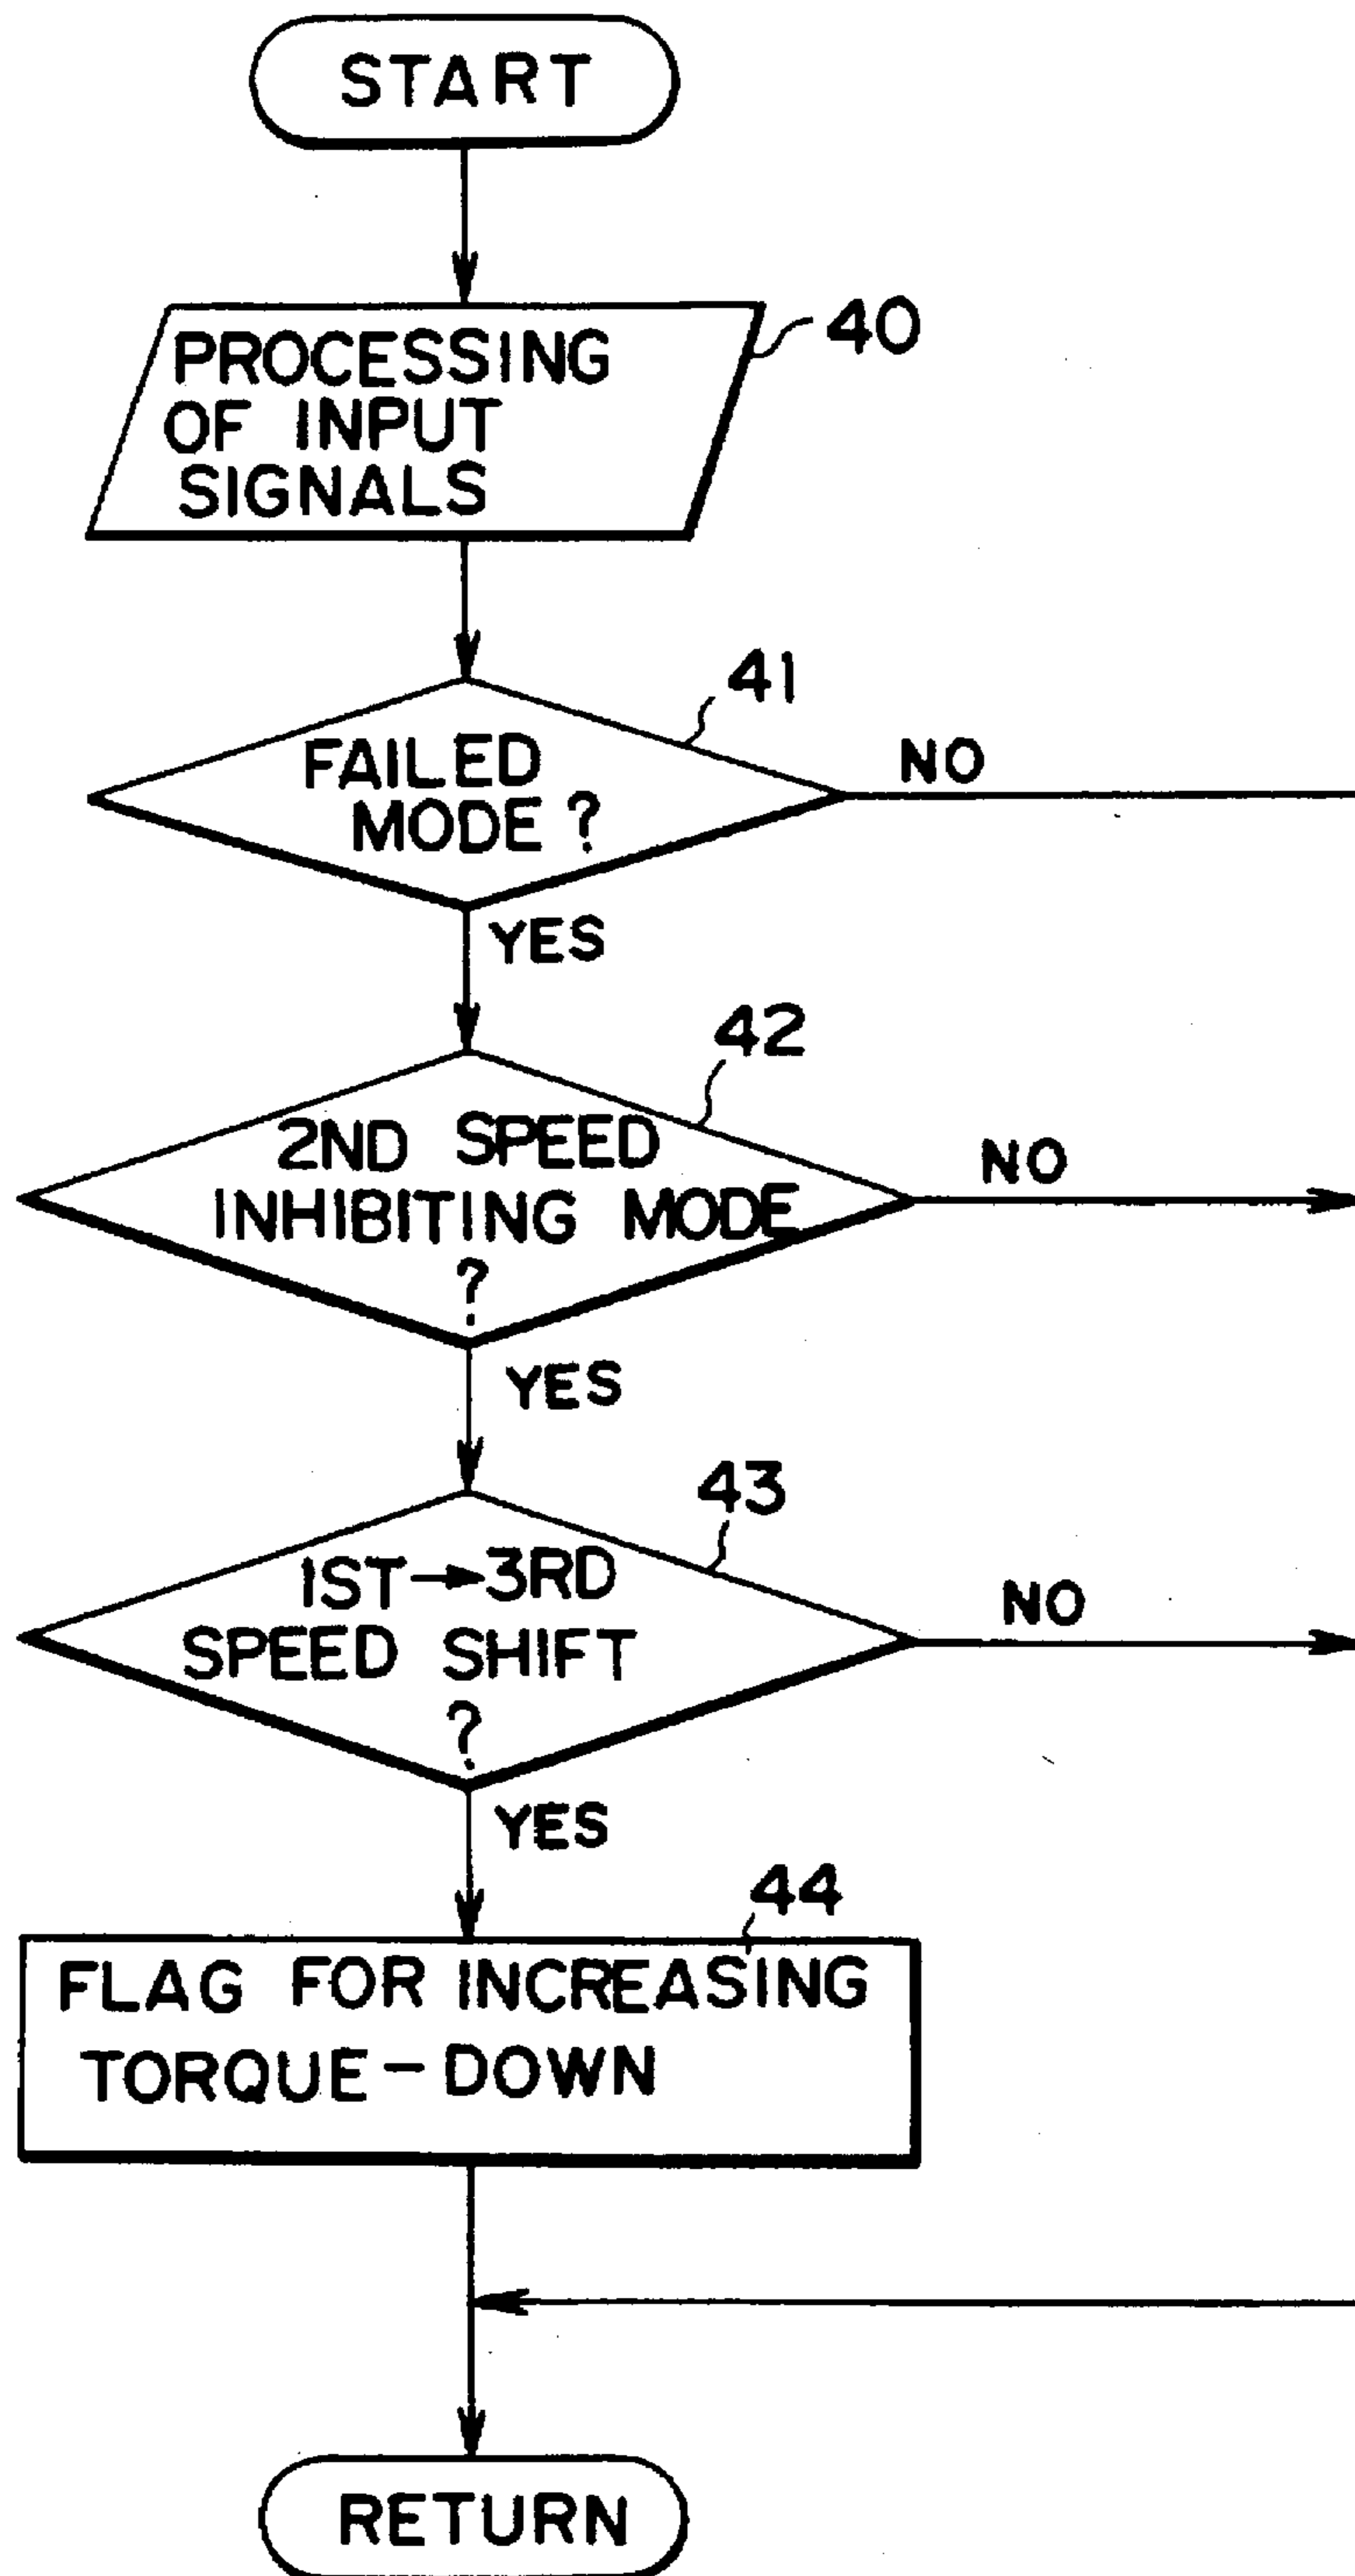 START
PROCESSING
OF INPUT
SIGNALS
40
41
FAILED
MODE ?
NO
YES
42
2ND SPEED
INHIBITING MODE
?
NO
YES
43
1ST→3RD
SPEED SHIFT
?
NO
YES
44
FLAG FOR INCREASING
TORQUE-DOWN
RETURN